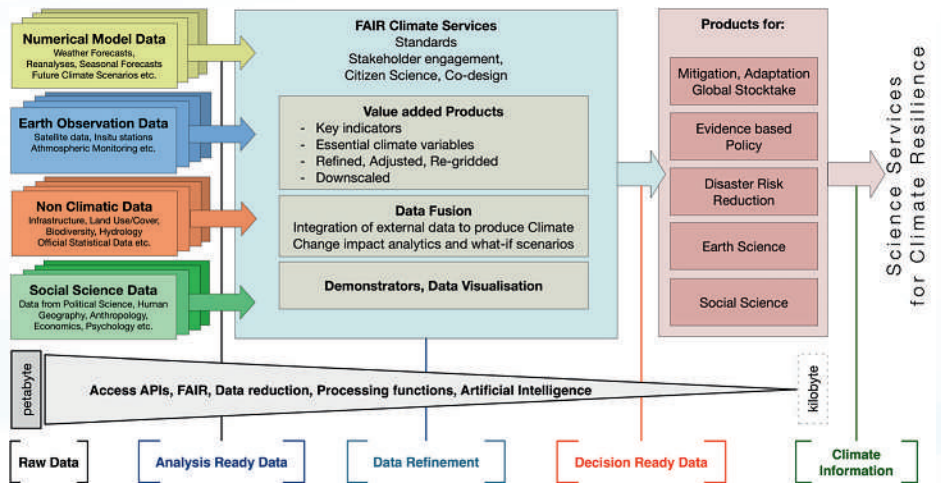 Numerical Model Data
Weather Forecasts,
Reanalyses, Seasonal Forecasts
Future Climate Scenarios etc.
Earth Observation Data
Satellite data, Insitu stations
Athmospheric Monitoring etc.
Non Climatic Data
Infrastructure, Land Use/Cover,
Biodiversity, Hydrology
Official Statistical Data etc.
Social Science Data
Data from Political Science, Human
Geography, Anthropology,
Economics, Psychology etc.
FAIR Climate Services
Standards
Stakeholder engagement,
Citizen Science, Co-design
Value added Products
- Key indicators
- Essential climate variables
- Refined, Adjusted, Re-gridded
- Downscaled
Data Fusion
Integration of external data to produce Climate
Change impact analytics and what-if scenarios
Demonstrators, Data Visualisation
Products for:
Mitigation, Adaptation
Global Stocktake
Evidence based
Policy
Disaster Risk
Reduction
Earth Science
Social Science
Science Services
for Climate Resilience
petabyte
Access APIs, FAIR, Data reduction, Processing functions, Artificial Intelligence
kilobyte
Raw Data
Analysis Ready Data
Data Refinement
Decision Ready Data
Climate
Information